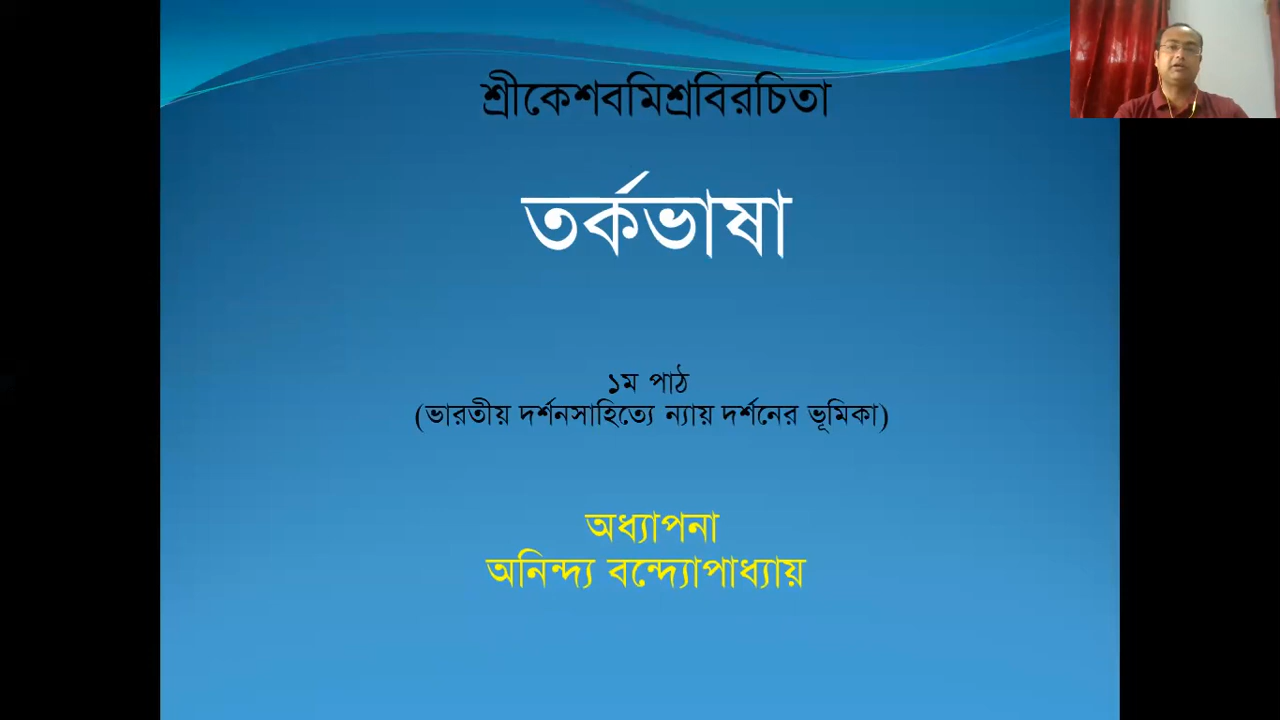 শ্রীকেশবমিশ্রবিরচিতা
তর্কভাষা
১ম পাঠ
(ভারতীয় দর্শনসাহিত্যে ন্যায় দর্শনের ভূমিকা)
অধ্যাপনা
অনিন্দ্য বন্দ্যোপাধ্যায়